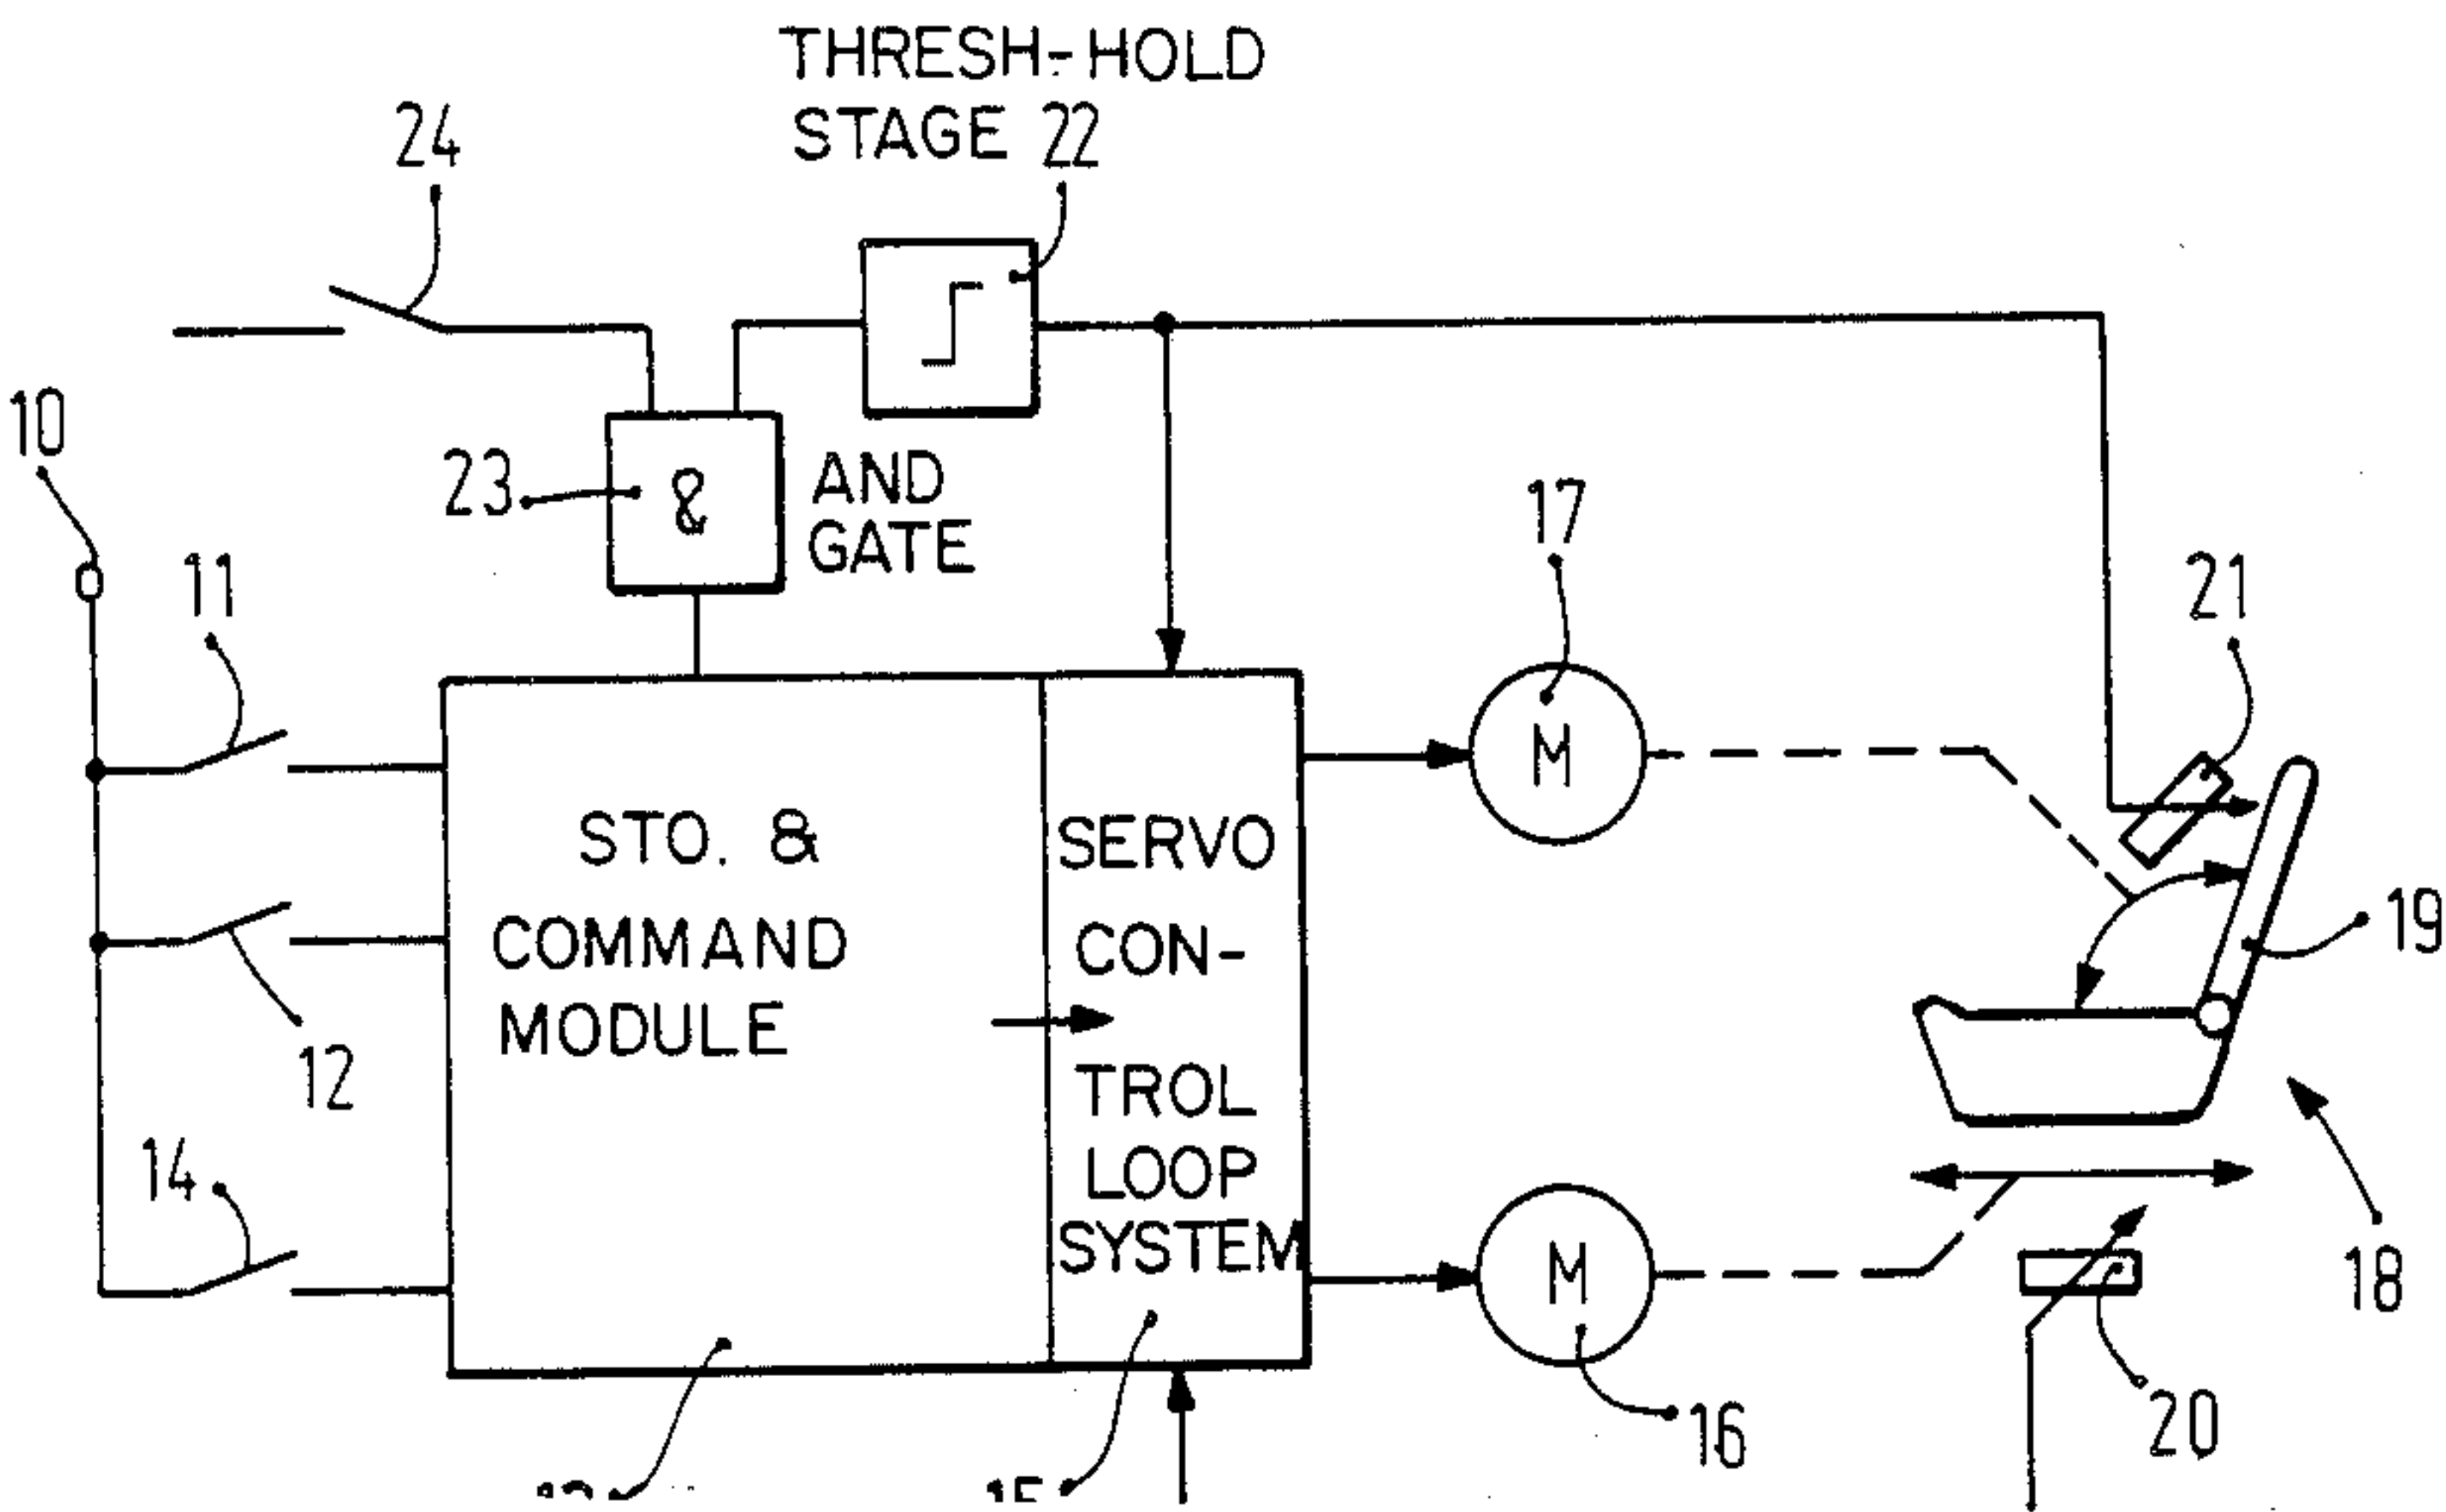 THRESH-HOLD
STAGE 22
24
10
23
&
AND
GATE
17
11
21
M
STO. &
COMMAND
MODULE
SERVO
CON-
TROL
LOOP
SYSTEM
19
12
14
M
18
16
20